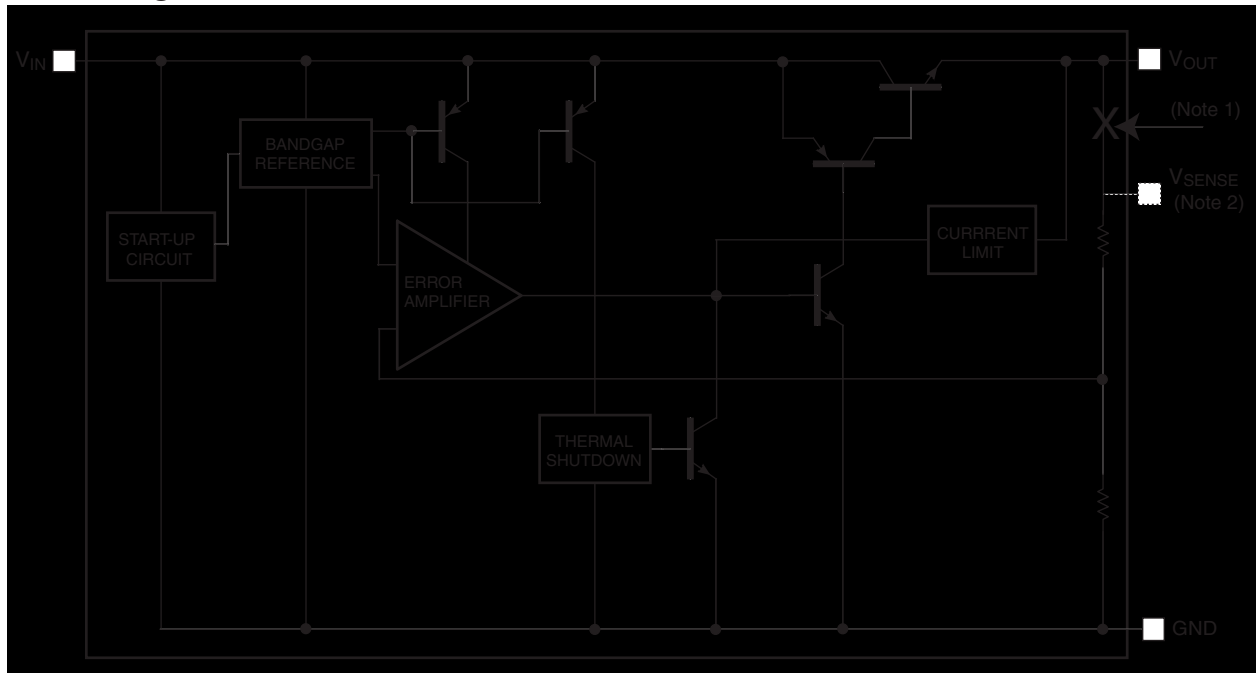 VIN
VOUT
(Note 1)
BANDGAP
REFERENCE
VSENSE
(Note 2)
START-UP
CIRCUIT
CURRRENT
LIMIT
ERROR
AMPLIFIER
THERMAL
SHUTDOWN
X
GND